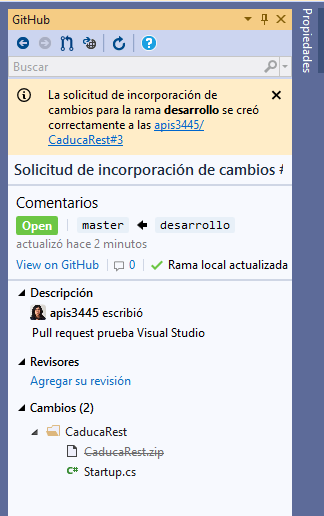 GitHub
Propiedades
Buscar
La solicitud de incorporación de
cambios para la rama desarrollo se creó
correctamente a las apis3445/
CaducaRest#3
Solicitud de incorporación de cambios #
Comentarios
Open master desarrollo
actualizó hace 2 minutos
View on GitHub 0 Rama local actualizada
Descripción
apis3445 escribió
Pull request prueba Visual Studio
Revisores
Agregar su revisión
Cambios (2)
CaducaRest
CaducaRest.zip
C# Startup.cs